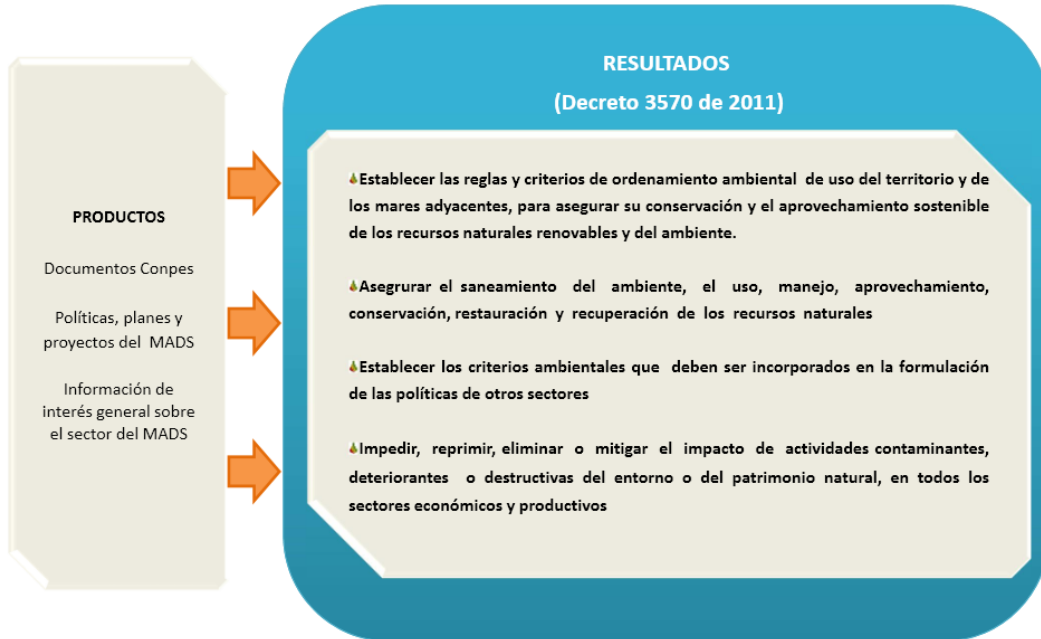 PRODUCTOS
Documentos Conpes
Políticas, planes y
proyectos del MADS
Información de
interés general sobre
el sector del MADS
RESULTADOS
(Decreto 3570 de 2011)
Establecer las reglas y criterios de ordenamiento ambiental de uso del territorio y de
los mares adyacentes, para asegurar su conservación y el aprovechamiento sostenible
de los recursos naturales renovables y del ambiente.
Asegrurar el saneamiento del ambiente, el uso, manejo, aprovechamiento,
conservación, restauración y recuperación de los recursos naturales
Establecer los criterios ambientales que deben ser incorporados en la formulación
de las políticas de otros sectores
Impedir, reprimir, eliminar o mitigar el impacto de actividades contaminantes,
deteriorantes o destructivas del entorno o del patrimonio natural, en todos los
sectores económicos y productivos